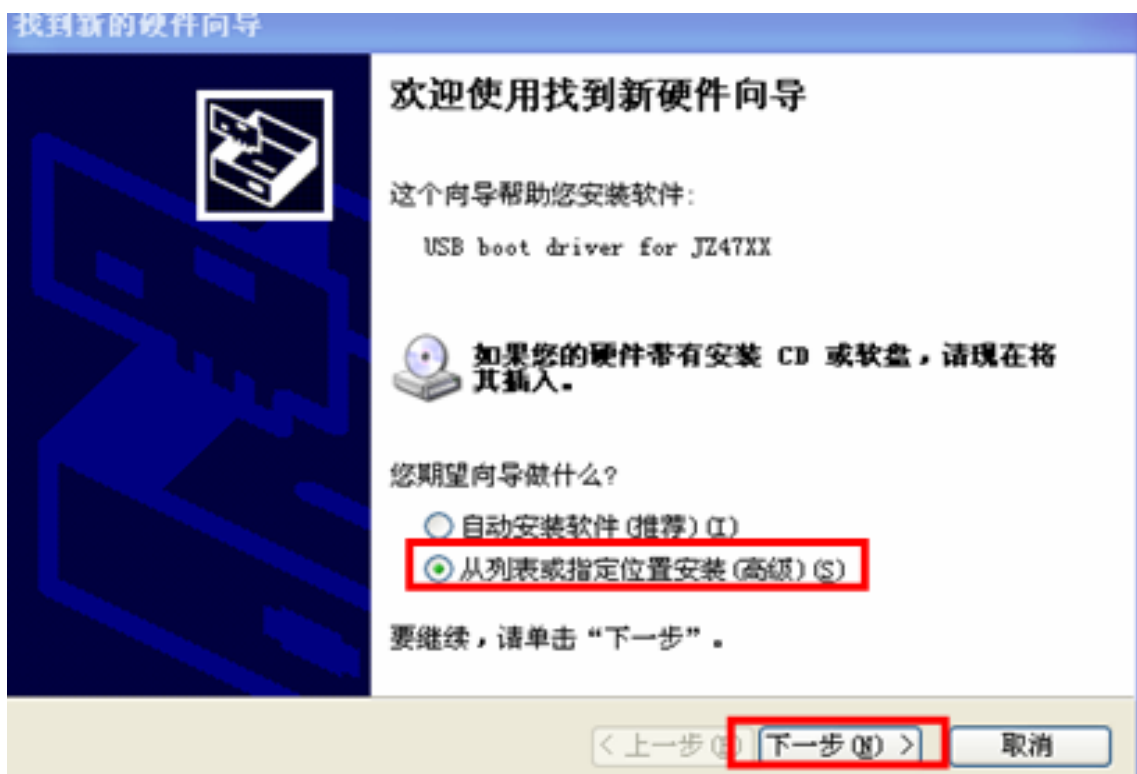 找到新的硬件向导
欢迎使用找到新硬件向导
这个向导帮助您安装软件:
USB boot driver for JZ47XX
如果您的硬件带有安装 CD 或软盘，请现在将
其插入。
您期望向导做什么?
自动安装软件(推荐)(I)
从列表或指定位置安装(高级)(S)
要继续，请单击“下一步”。
< 上一步(B) 下一步(N) > 取消